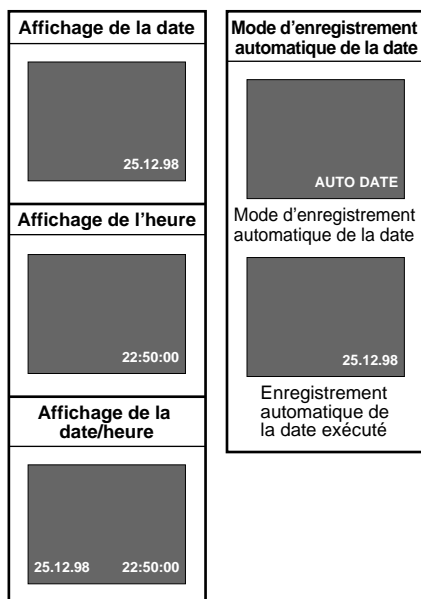 Affichage de la date
25.12.98
Affichage de l'heure
22:50:00
Affichage de la
date/heure
25.12.98 22:50:00
Mode d'enregistrement
automatique de la date
AUTO DATE
Mode d'enregistrement
automatique de la date
25.12.98
Enregistrement
automatique de
la date exécuté